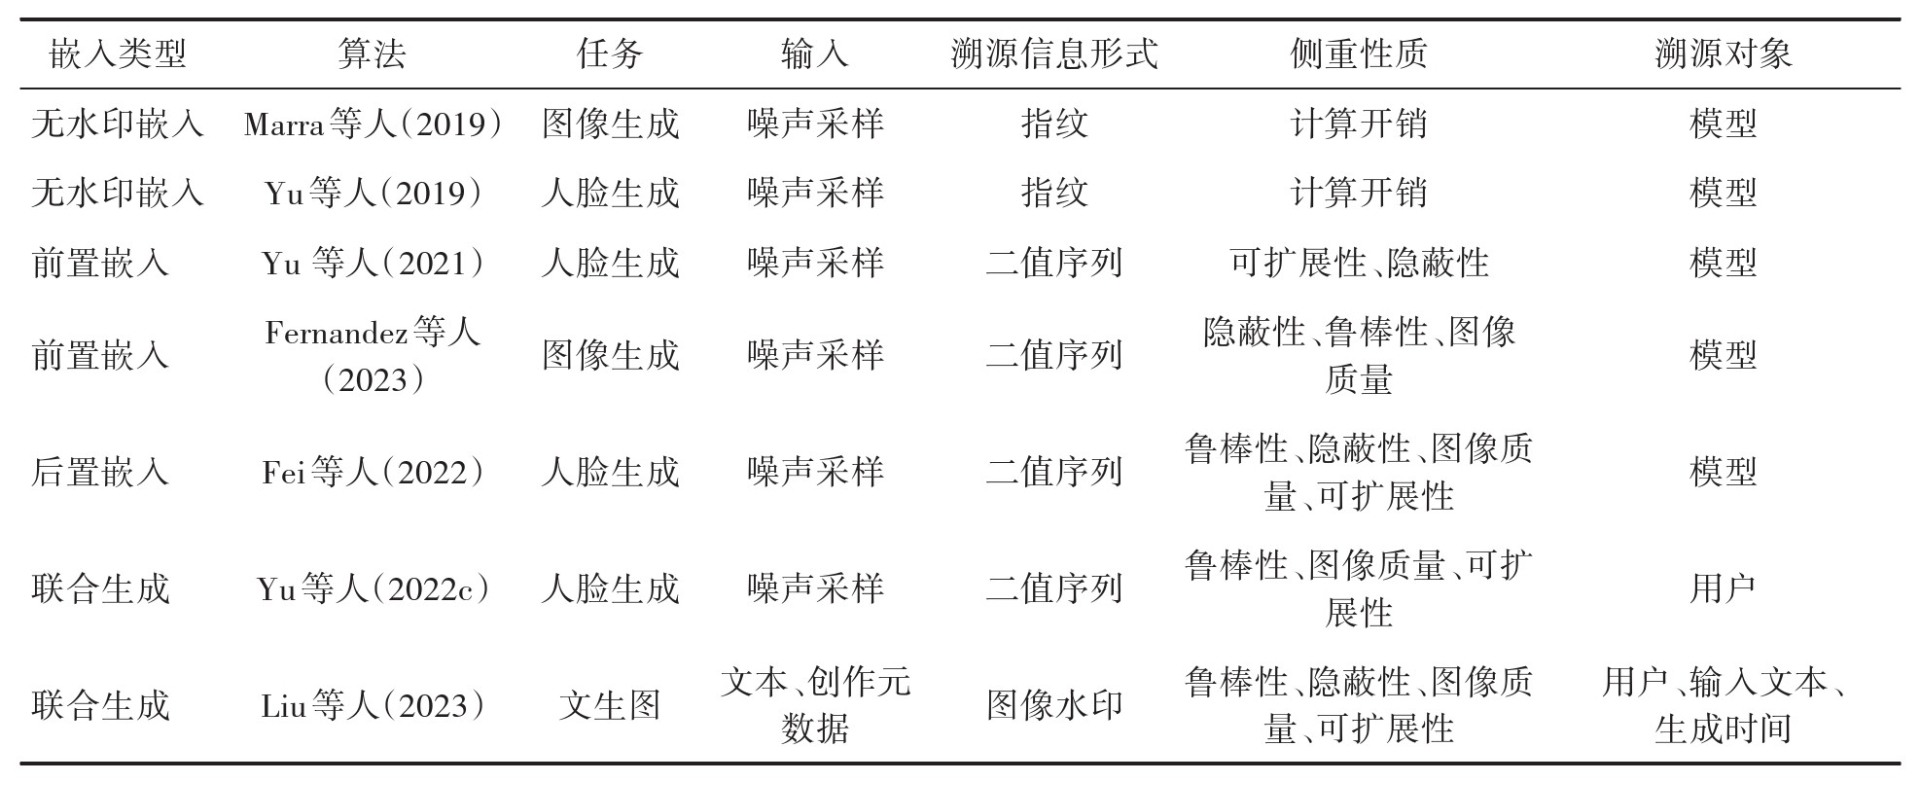 嵌入类型 算法 任务 输入 溯源信息形式 侧重性质 溯源对象
无水印嵌入 Marra等人(2019) 图像生成 噪声采样 指纹 计算开销 模型
无水印嵌入 Yu等人(2019) 人脸生成 噪声采样 指纹 计算开销 模型
前置嵌入 Yu 等人(2021) 人脸生成 噪声采样 二值序列 可扩展性、隐蔽性 模型
前置嵌入 Fernandez等人
(2023) 图像生成 噪声采样 二值序列 隐蔽性、鲁棒性、图像
质量 模型
后置嵌入 Fei等人(2022) 人脸生成 噪声采样 二值序列 鲁棒性、隐蔽性、图像质
量、可扩展性 模型
联合生成 Yu等人(2022c) 人脸生成 噪声采样 二值序列 鲁棒性、图像质量、可扩
展性 用户
联合生成 Liu等人(2023) 文生图 文本、创作元
数据 图像水印 鲁棒性、隐蔽性、图像质
量、可扩展性 用户、输入文本、
生成时间